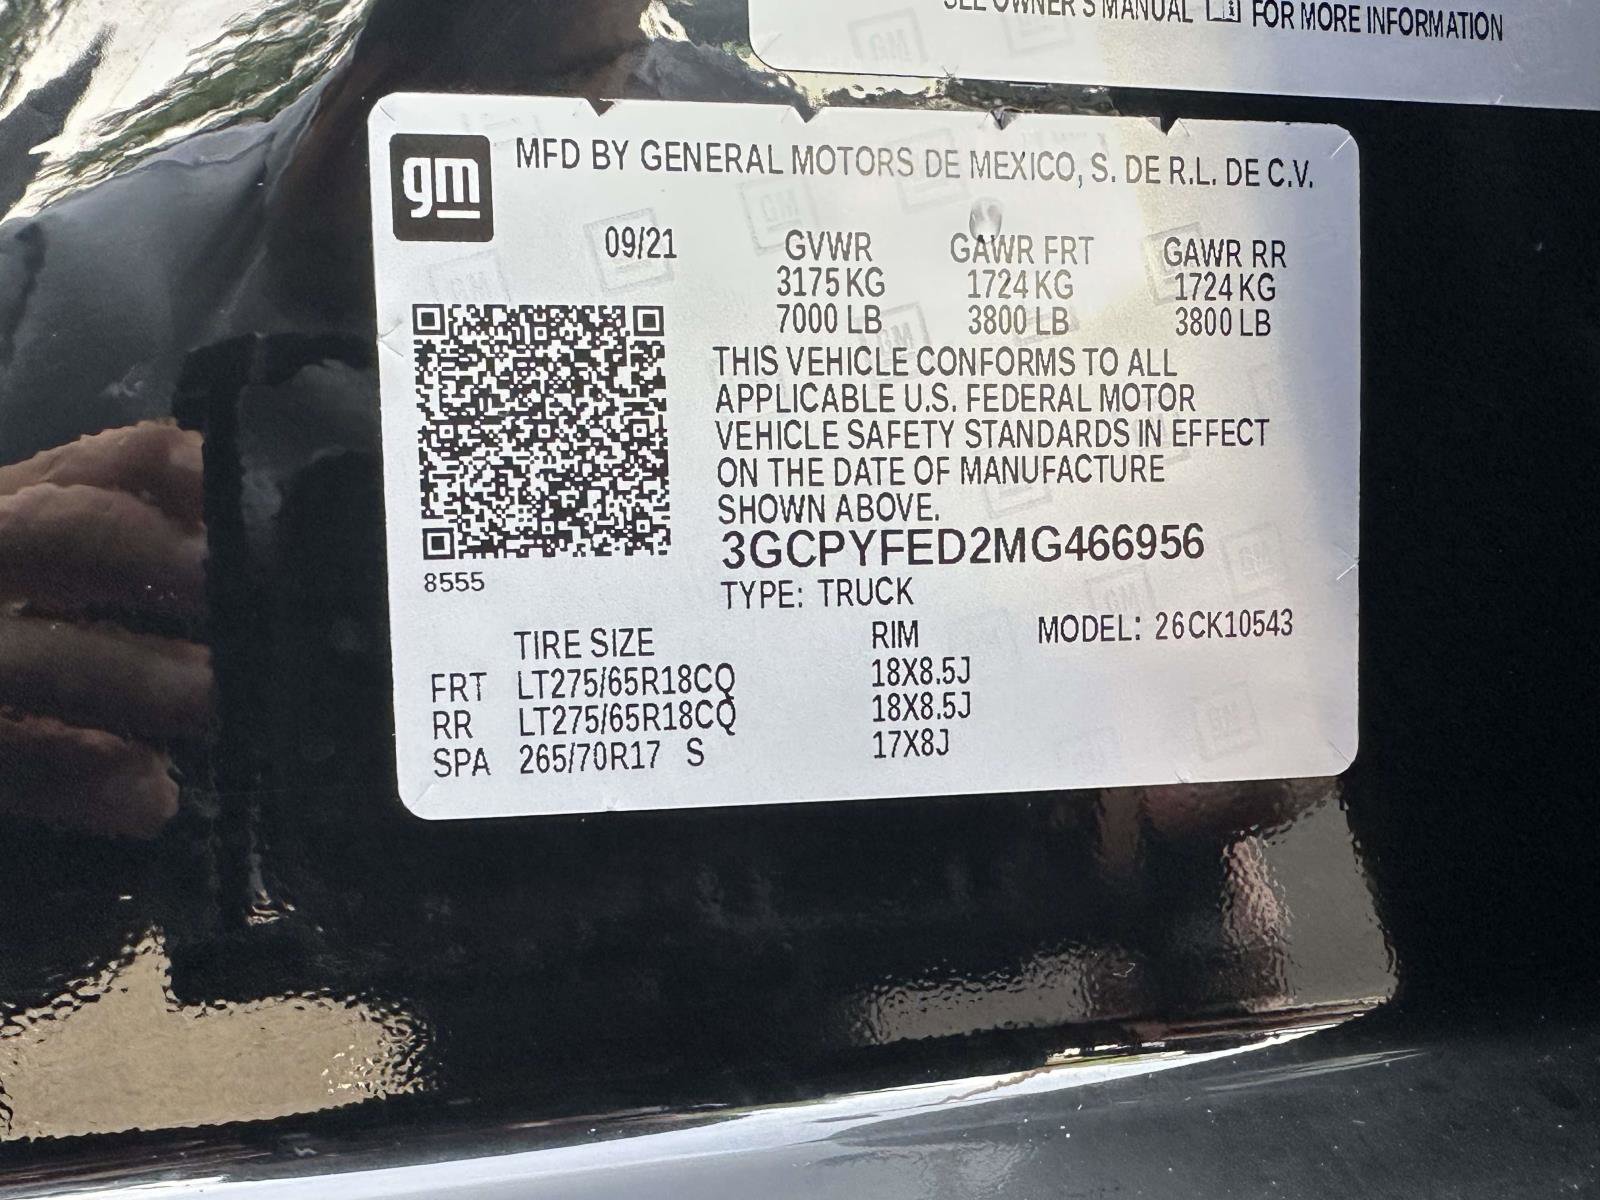 SEE OWNER'S MANUAL FOR MORE INFORMATION
gm
MFD BY GENERAL MOTORS DE MEXICO, S. DE R.L. DE C.V.
09/21 GVWR GAWR FRT GAWR RR
3175 KG 1724 KG 1724 KG
7000 LB 3800 LB 3800 LB
THIS VEHICLE CONFORMS TO ALL
APPLICABLE U.S. FEDERAL MOTOR
VEHICLE SAFETY STANDARDS IN EFFECT
ON THE DATE OF MANUFACTURE
SHOWN ABOVE.
3GCPYFED2MG466956
8555
TYPE: TRUCK
TIRE SIZE RIM MODEL: 26CK10543
FRT LT275/65R18CQ 18X8.5J
RR LT275/65R18CQ 18X8.5J
SPA 265/70R17 S 17X8J